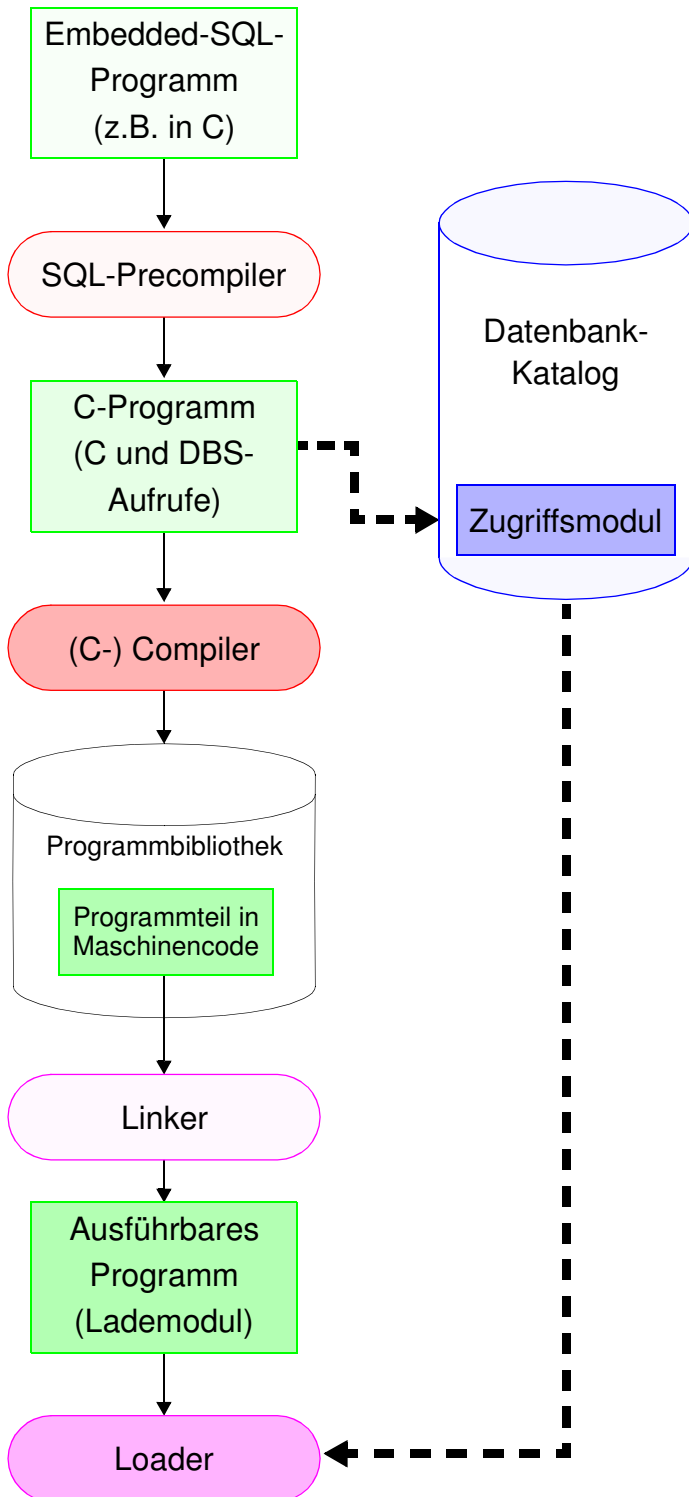 Embedded-SQL-
Programm
(z.B. in C)
SQL-Precompiler
C-Programm
(C und DBS-
Aufrufe)
Datenbank-
Katalog
Zugriffsmodul
(C-) Compiler
Programmbibliothek
Programmteil in
Maschinencode
Linker
Ausführbares
Programm
(Lademodul)
Loader